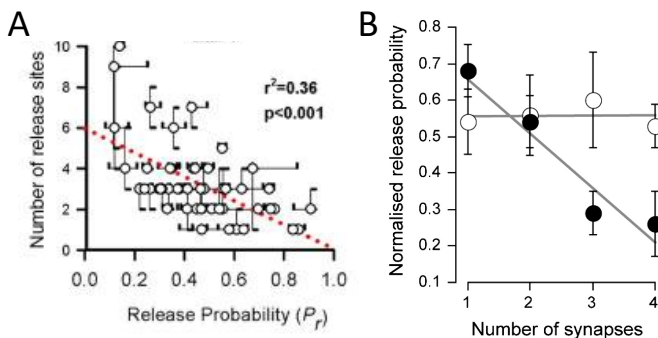 A
10
8
6
4
2
0
Number of release sites
r²=0.36
p<0.001
0.0 0.2 0.4 0.6 0.8 1.0
Release Probability (Pr)
B
0.8
0.7
0.6
0.5
0.4
0.3
0.2
0.1
Normalised release probability
1 2 3 4
Number of synapses